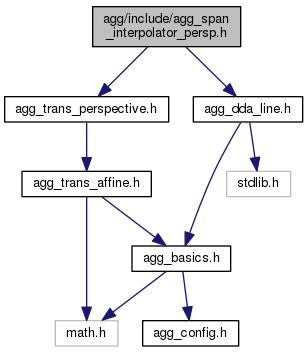 agg/include/agg_span
_interpolator_persp.h
agg_trans_perspective.h
agg_dda_line.h
agg_trans_affine.h
stdlib.h
agg_basics.h
math.h
agg_config.h